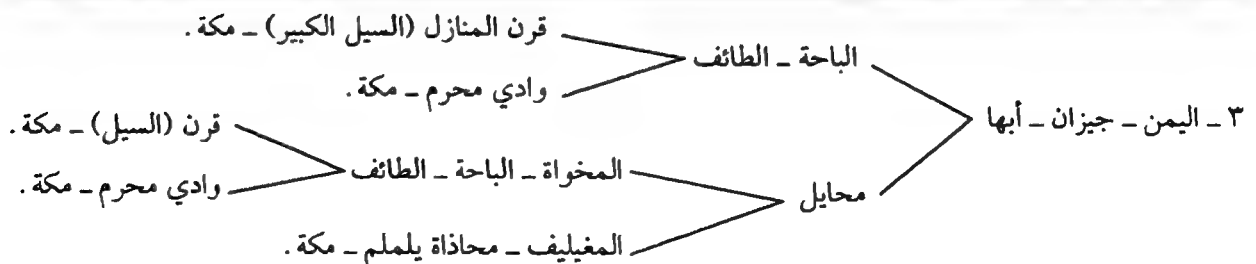 قرن المنازل (السيل الكبير) ـ مكة.
الباحة ـ الطائف
وادي محرم ـ مكة.
٣ ـ اليمن ـ جيزان ـ أبها
قرن (السيل) ـ مكة.
المخواة ـ الباحة ـ الطائف
وادي محرم ـ مكة.
محايل
المغيليف ـ محاذاة يلملم ـ مكة.